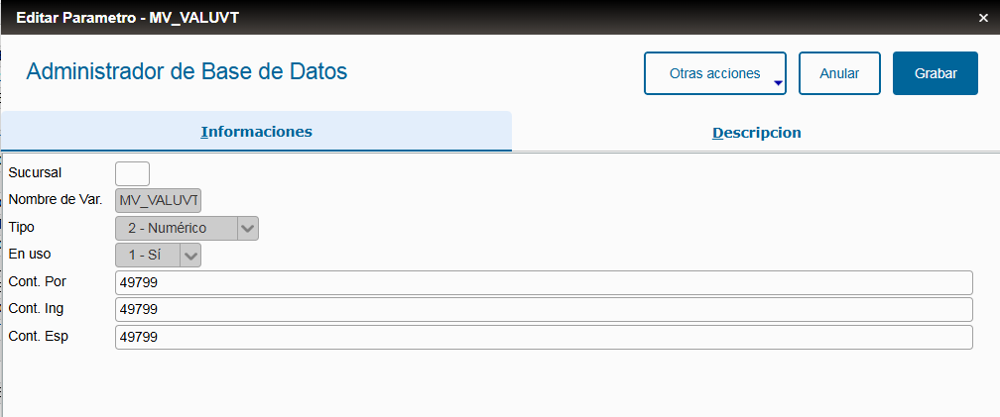 Editar Parametro - MV_VALUVT ×
Administrador de Base de Datos
Otras acciones Anular Grabar
Informaciones Descripcion
Sucursal
Nombre de Var. MV_VALUVT
Tipo 2 - Numérico
En uso 1 - Sí
Cont. Por 49799
Cont. Ing 49799
Cont. Esp 49799